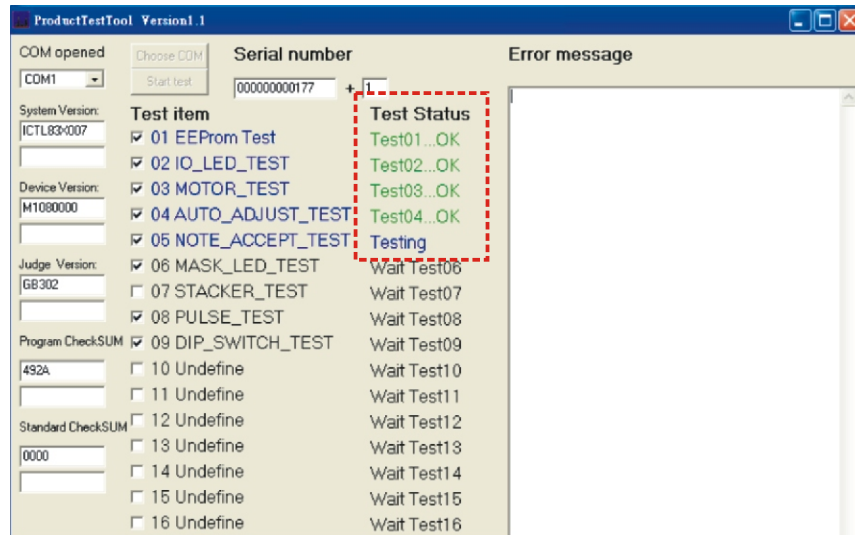 ProductTestTool Version1.1
COM opened
Choose COM
Serial number
Error message
COM1
Start test
000000000177 + 1
System Version:
Test item
Test Status
ICTL83X007
01 EEProm Test
Test01...OK
02 IO_LED_TEST
Test02...OK
Device Version:
03 MOTOR_TEST
Test03...OK
M1080000
04 AUTO_ADJUST_TEST
Test04...OK
05 NOTE_ACCEPT_TEST
Testing
Judge Version:
06 MASK_LED_TEST
Wait Test06
GB302
07 STACKER_TEST
Wait Test07
08 PULSE_TEST
Wait Test08
Program CheckSUM
09 DIP_SWITCH_TEST
Wait Test09
492A
10 Undefine
Wait Test10
11 Undefine
Wait Test11
Standard CheckSUM
12 Undefine
Wait Test12
0000
13 Undefine
Wait Test13
14 Undefine
Wait Test14
15 Undefine
Wait Test15
16 Undefine
Wait Test16